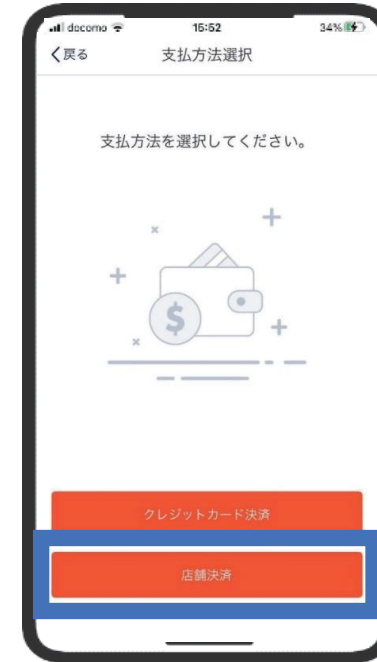 docomo 15:52 34%
戻る 支払方法選択
支払方法を選択してください。
$
クレジットカード決済
店舗決済